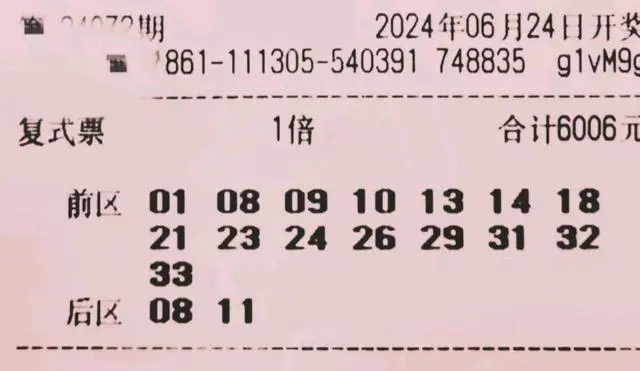 期 2024年06月24日开奖
861-111305-540391 748835 g1vM9g
复式票 1倍 合计6006元
前区 01 08 09 10 13 14 18
21 23 24 26 29 31 32
33
后区 08 11